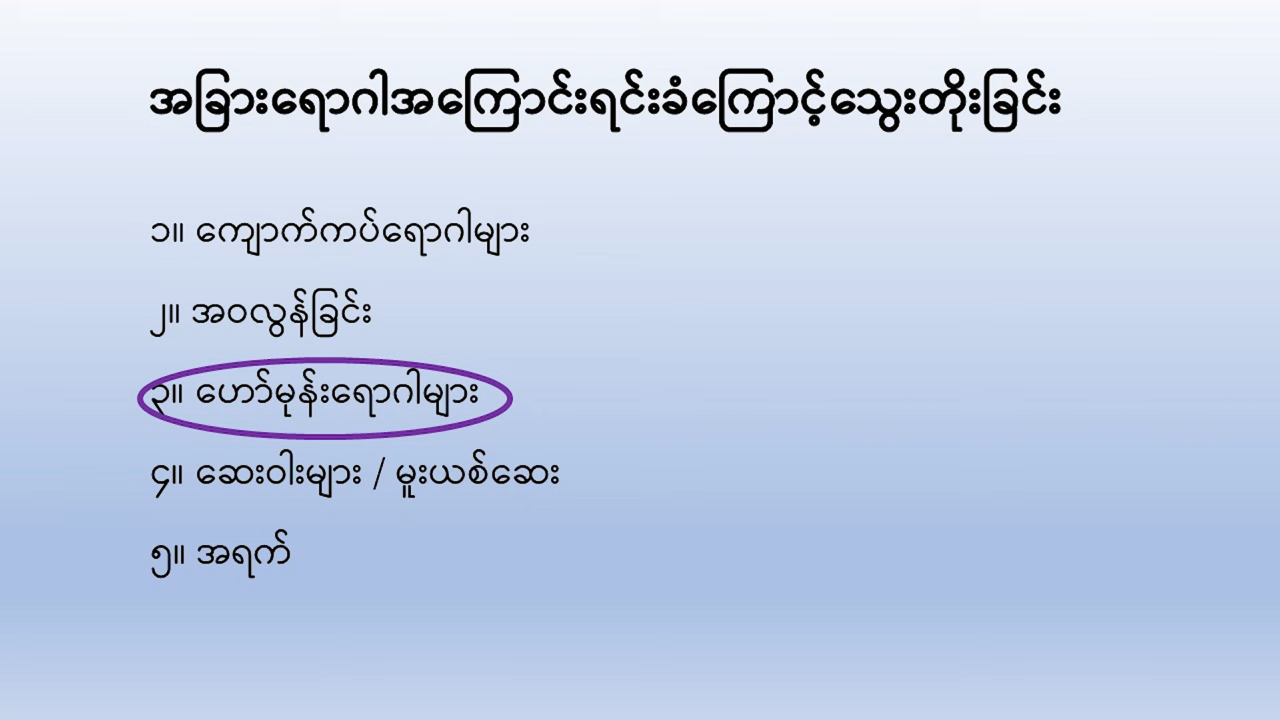 အခြားရောဂါအကြောင်းရင်းခံကြောင့်သွေးတိုးခြင်း
၁။ ကျောက်ကပ်ရောဂါများ
၂။ အဝလွန်ခြင်း
၃။ ဟော်မုန်းရောဂါများ
၄။ ဆေးဝါးများ / မူးယစ်ဆေး
၅။ အရက်